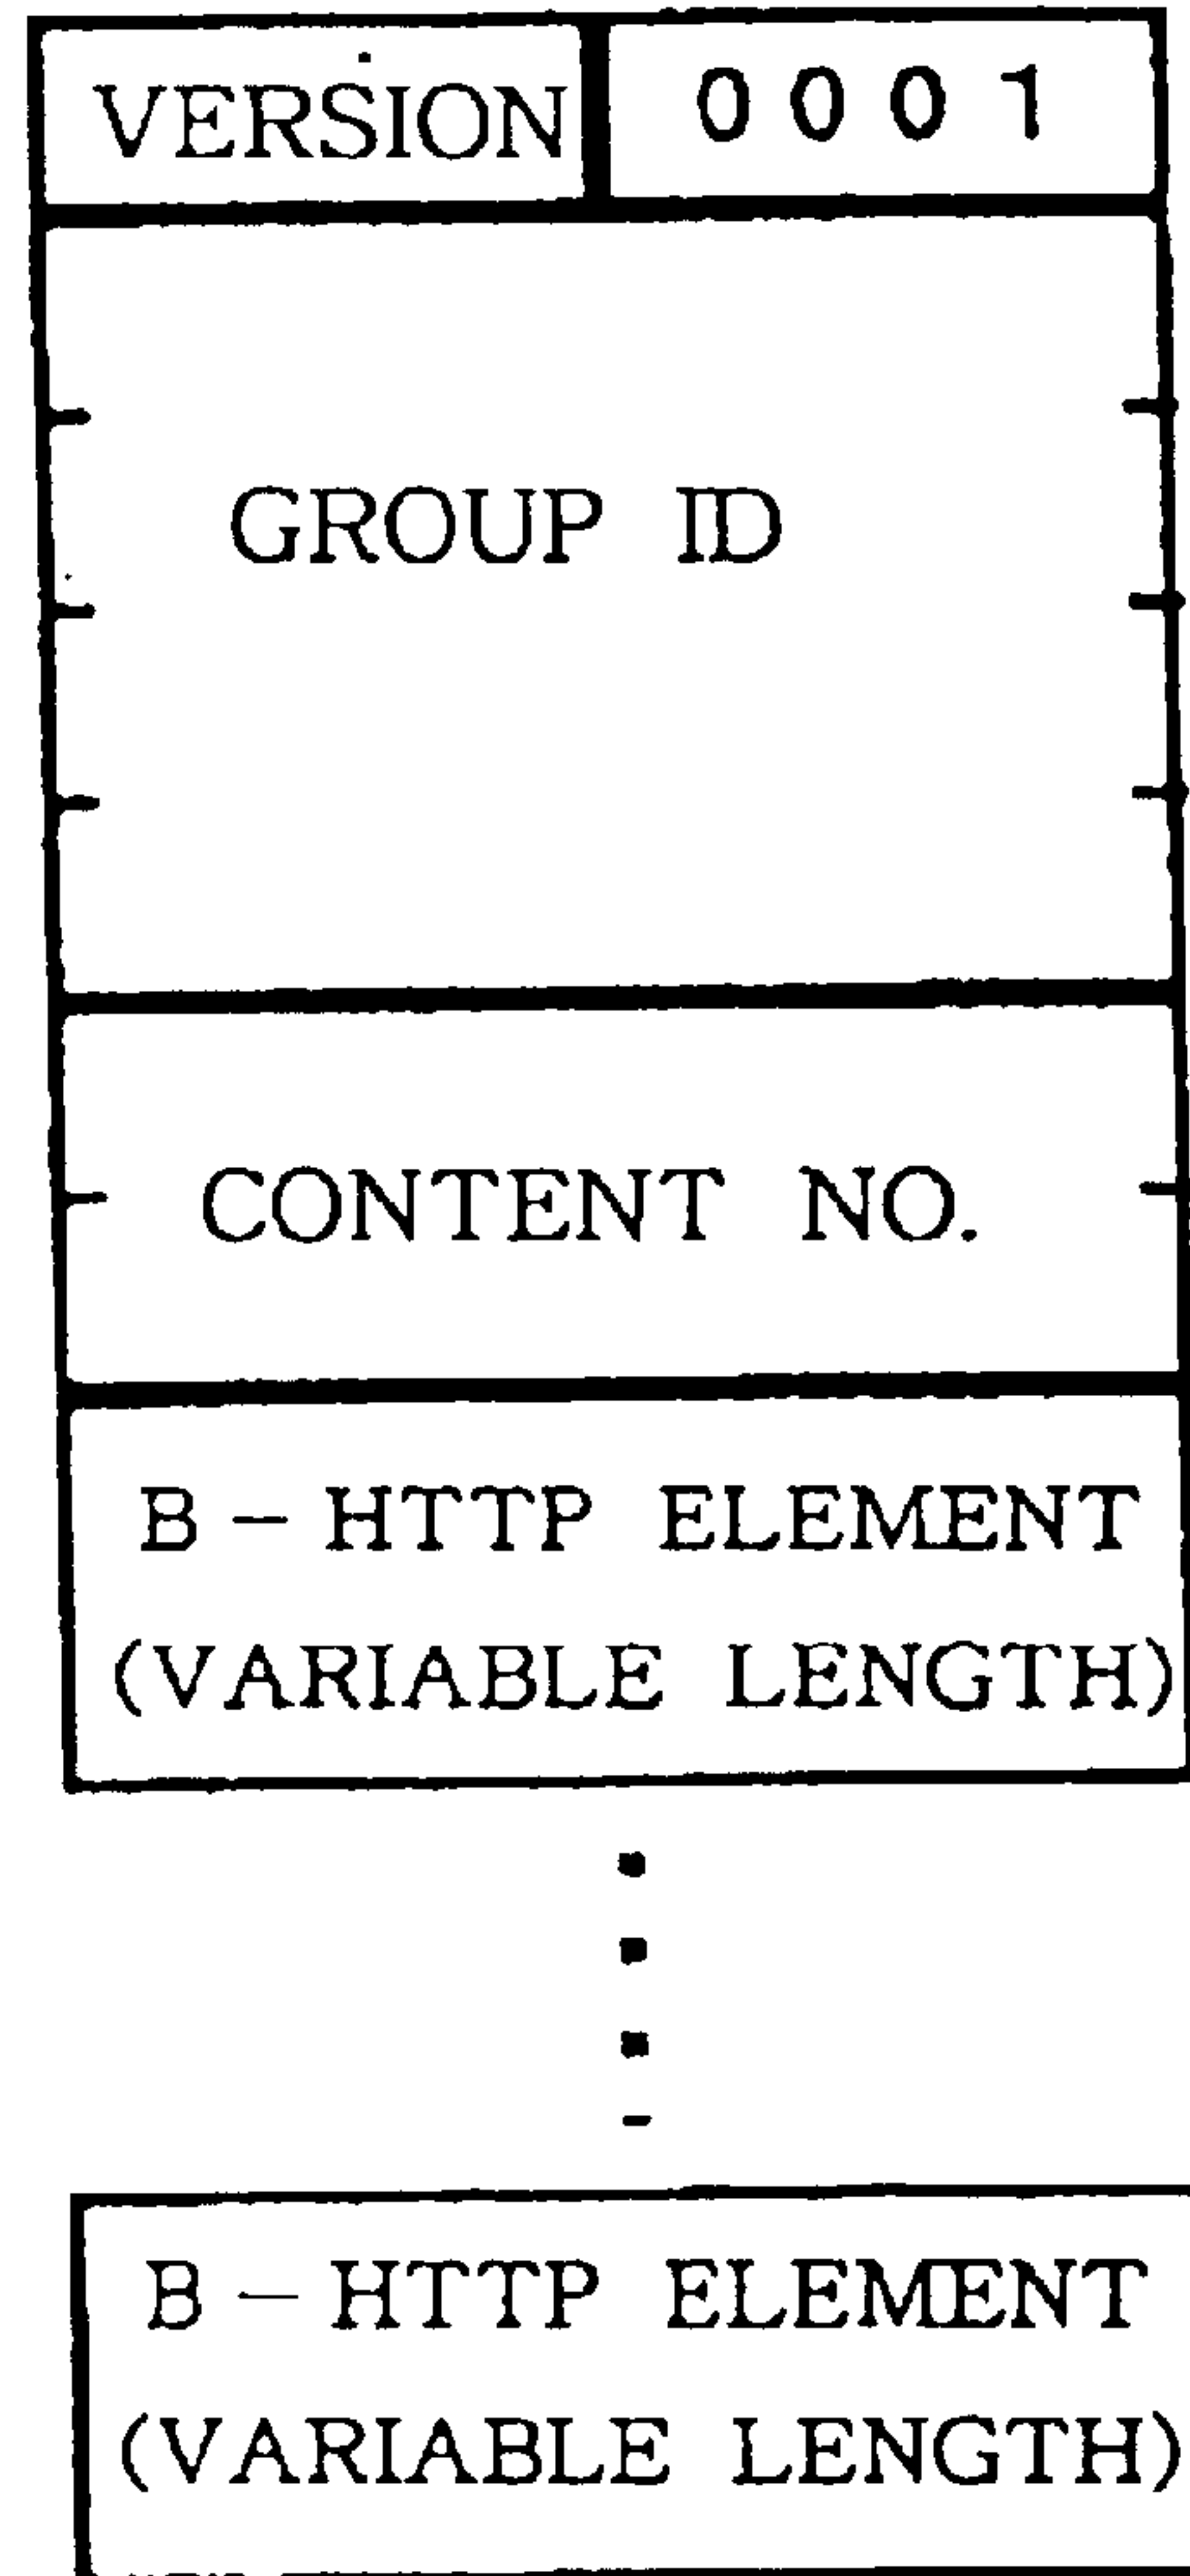 VERSION 0001
GROUP ID
CONTENT NO.
B-HTTP ELEMENT
(VARIABLE LENGTH)
B-HTTP ELEMENT
(VARIABLE LENGTH)